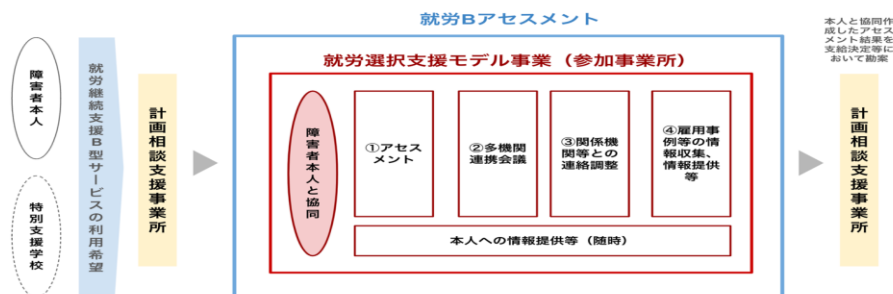 就労Bアセスメント
本人と協同作
成したアセス
メント結果を
支給決定等に
おいて勘案
障害者本人
特別支援学校
就労継続支援B型サービスの利用希望
計画相談支援事業所
就労選択支援モデル事業（参加事業所）
障害者本人と協同
①アセス
メント
②多機関
連携会議
③関係機
関等との
連絡調整
④雇用事
例等の情
報収集、
情報提供
等
本人への情報提供等（随時）
計画相談支援事業所